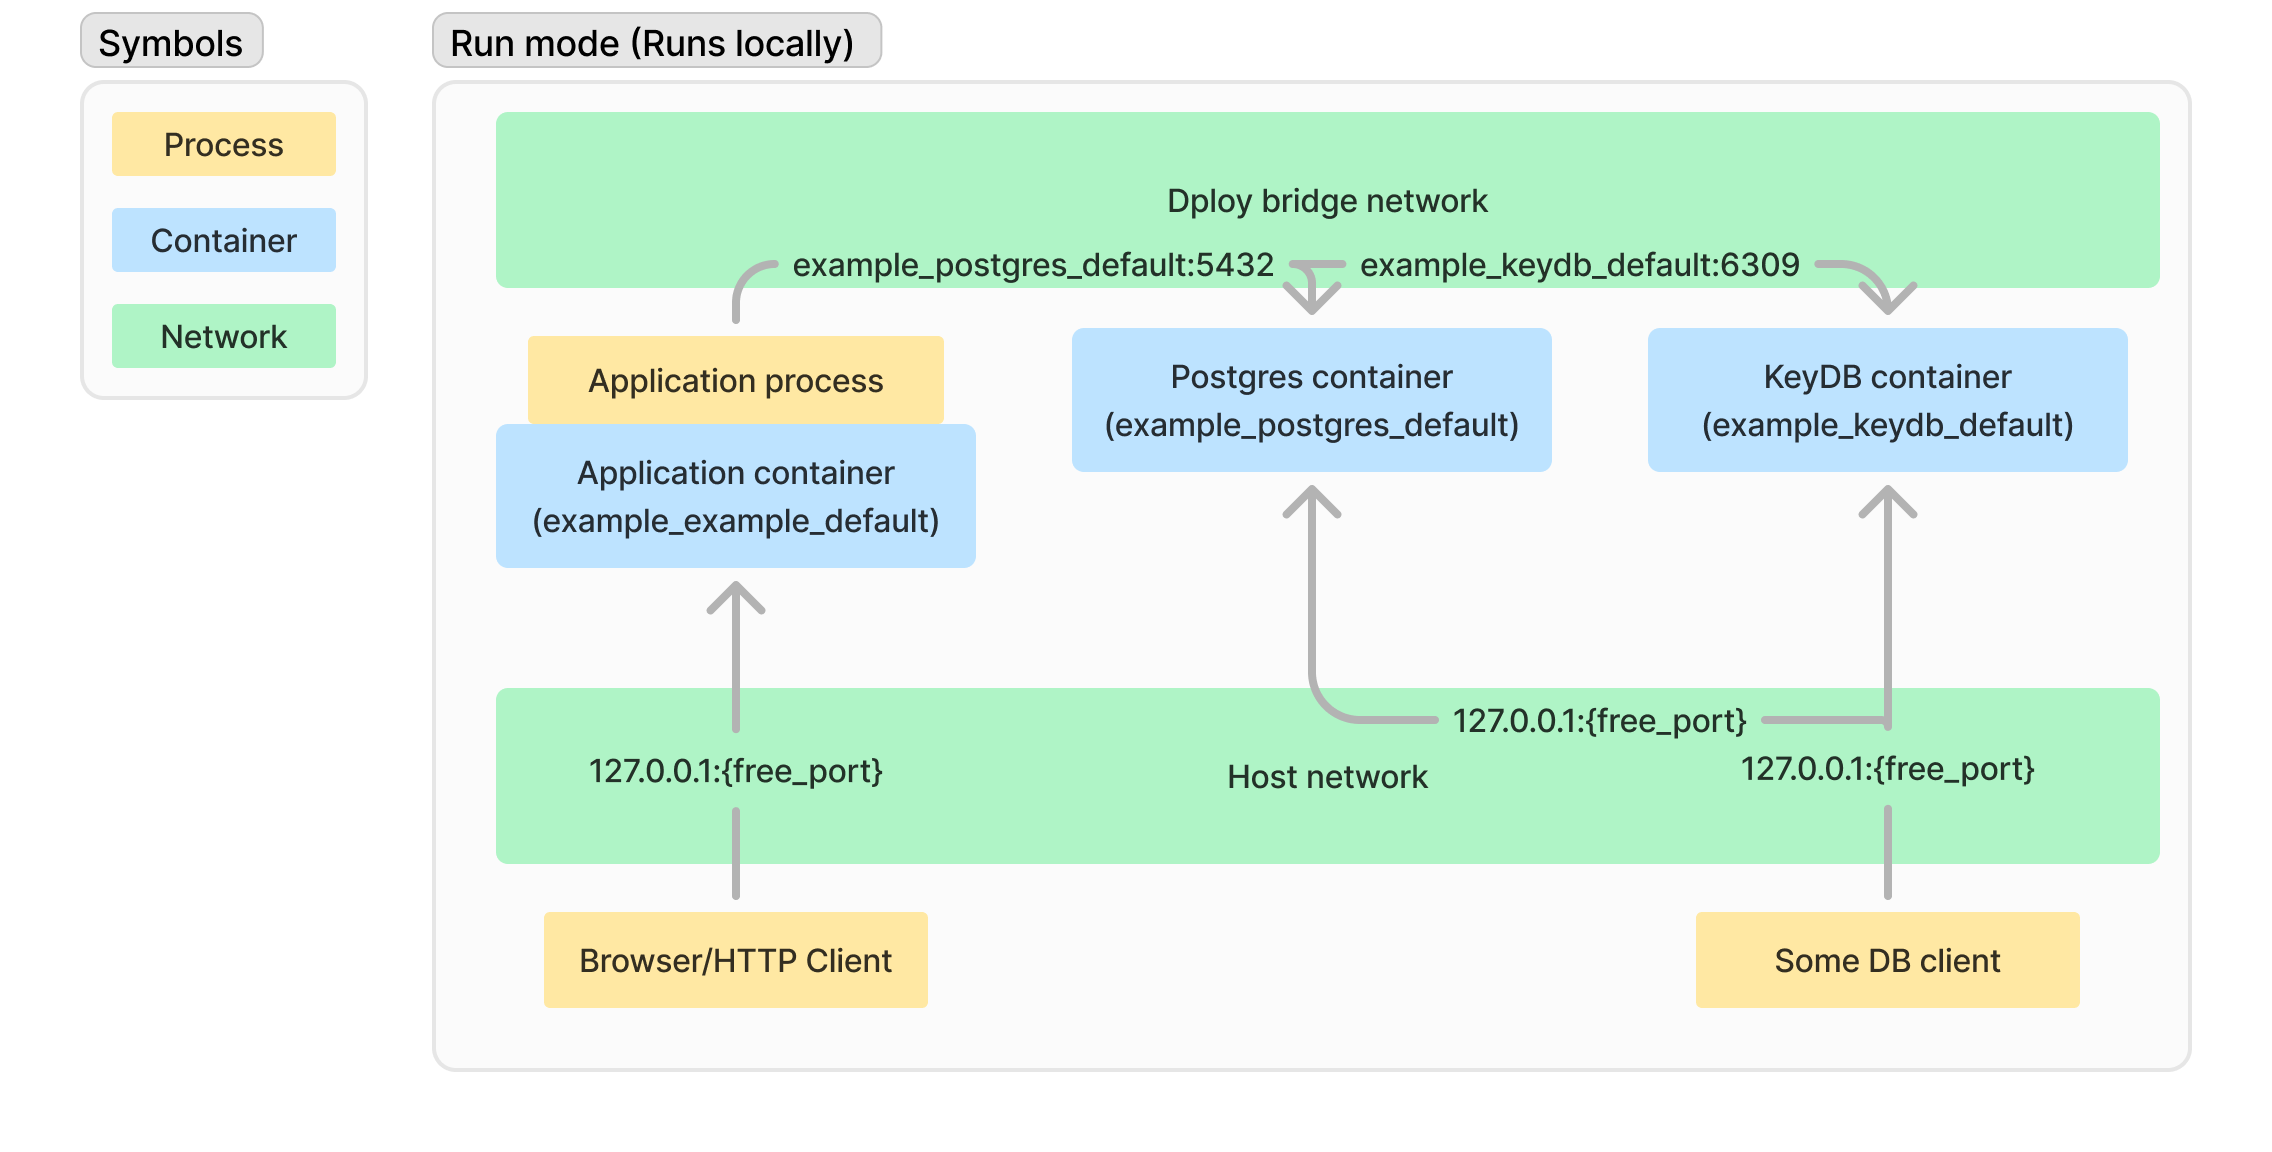 Symbols
Process
Container
Network
Run mode (Runs locally)
Dploy bridge network
example_postgres_default:5432
example_keydb_default:6309
Application process
Application container
(example_example_default)
Postgres container
(example_postgres_default)
KeyDB container
(example_keydb_default)
127.0.0.1:{free_port}
127.0.0.1:{free_port}
Host network
127.0.0.1:{free_port}
Browser/HTTP Client
Some DB client